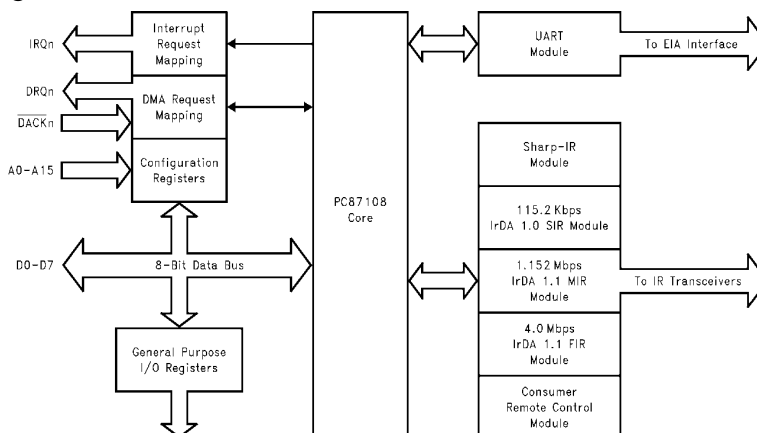 Interrupt
Request
Mapping
IRQn
DRQn
DMA Request
Mapping
DACKn
A0-A15
Configuration
Registers
D0-D7
8-Bit Data Bus
General Purpose
I/O Registers
PC87108
Core
UART
Module
To EIA Interface
Sharp-IR
Module
115.2 Kbps
IrDA 1.0 SIR Module
1.152 Mbps
IrDA 1.1 MIR
Module
To IR Transceivers
4.0 Mbps
IrDA 1.1 FIR
Module
Consumer
Remote Control
Module